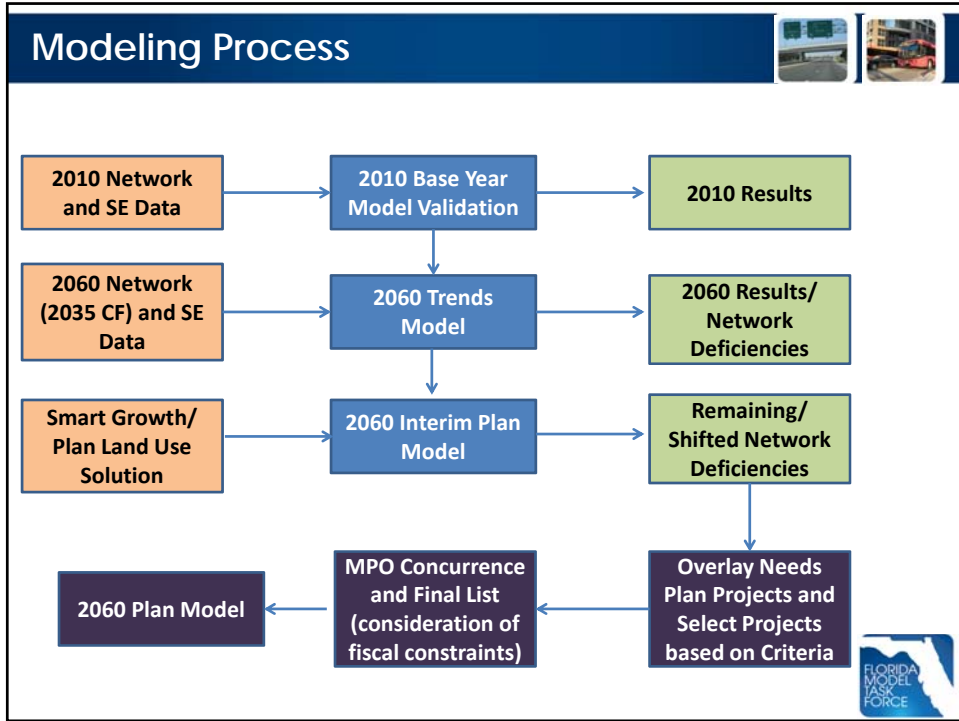 Modeling Process
2010 Network
and SE Data
2010 Base Year
Model Validation
2010 Results
2060 Network
(2035 CF) and SE
Data
2060 Trends
Model
2060 Results/
Network
Deficiencies
Smart Growth/
Plan Land Use
Solution
2060 Interim Plan
Model
Remaining/
Shifted Network
Deficiencies
2060 Plan Model
MPO Concurrence
and Final List
(consideration of
fiscal constraints)
Overlay Needs
Plan Projects and
Select Projects
based on Criteria
FLORIDA
MODEL
TASK
FORCE